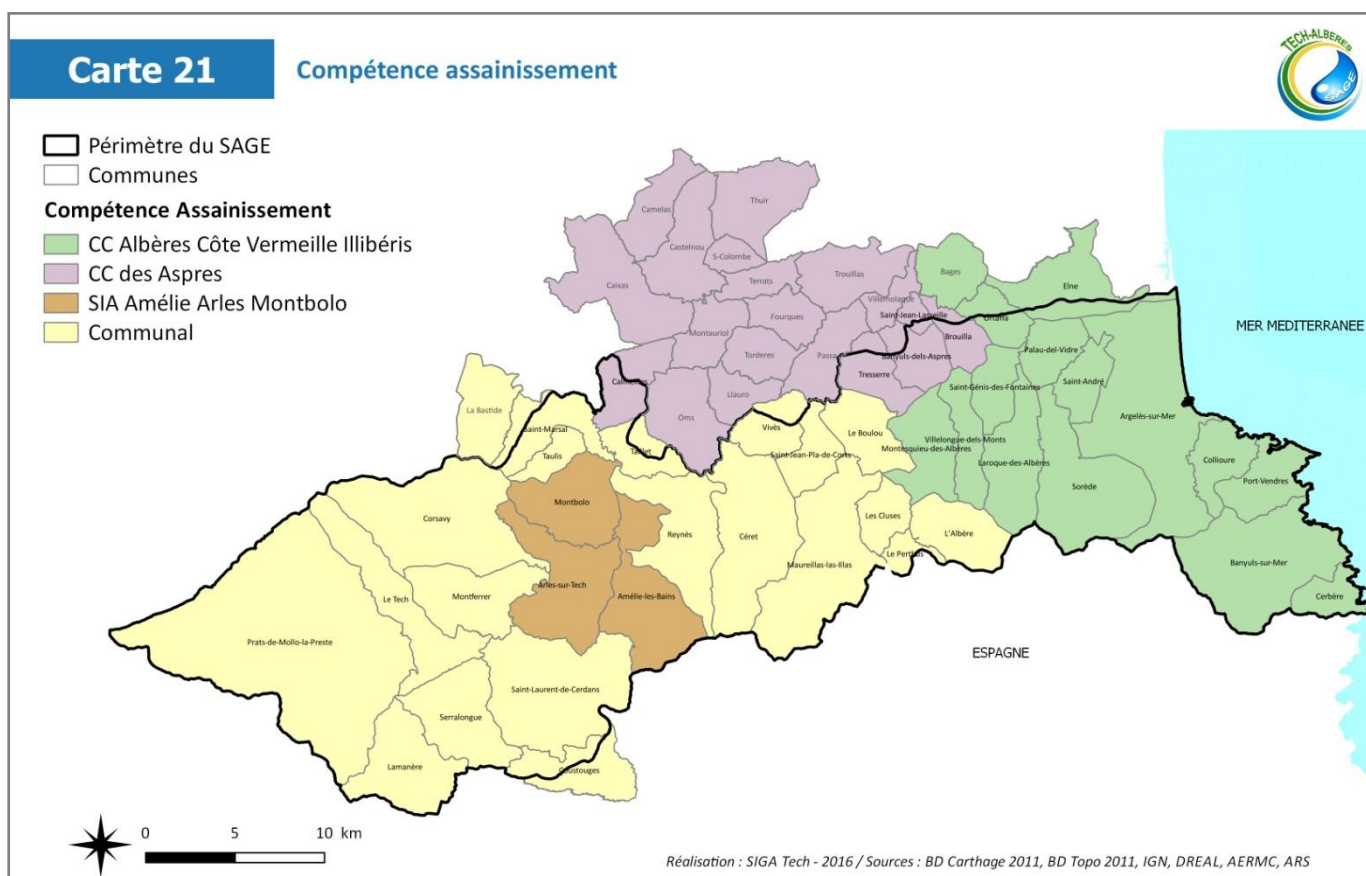 Carte 21
Compétence assainissement
TECH-ALBERES
SAGE
Périmètre du SAGE
Communes
Compétence Assainissement
CC Albères Côte Vermeille Illibéris
CC des Aspres
SIA Amélie Arles Montbolo
Communal
Camelas
Thuir
Castelnou
S-Colombe
Caixas
Terrats
Trouillas
Bages
Elne
Villemolaque
Saint-Jean-Lasseille
Ortaffa
Fourques
Montauriol
Brouilla
MER MEDITERRANEE
Torderes
Passa
Banyuls-dels-Aspres
Palau-del-Vidre
Calmeilles
Tresserre
Saint-Génis-des-Fontaines
Saint-André
Llauro
La Bastide
Oms
Argelès-sur-Mer
Saint-Marsal
Vivès
Le Boulou
Villelongue-dels-Monts
Taillet
Montesquieu-des-Albères
Taulis
Saint-Jean-Pla-de-Corts
Collioure
Laroque-des-Albères
Port-Vendres
Sorède
Montbolo
Corsavy
Les Cluses
Reynès
Céret
L'Albère
Le Perthus
Maureillas-las-Illas
Banyuls-sur-Mer
Arles-sur-Tech
Amélie-les-Bains
Montferrer
Le Tech
Cerbère
Prats-de-Mollo-la-Preste
ESPAGNE
Saint-Laurent-de-Cerdans
Serralongue
Lamanère
Coustouges
0 5 10 km
Réalisation : SIGA Tech - 2016 / Sources : BD Carthage 2011, BD Topo 2011, IGN, DREAL, AERMC, ARS